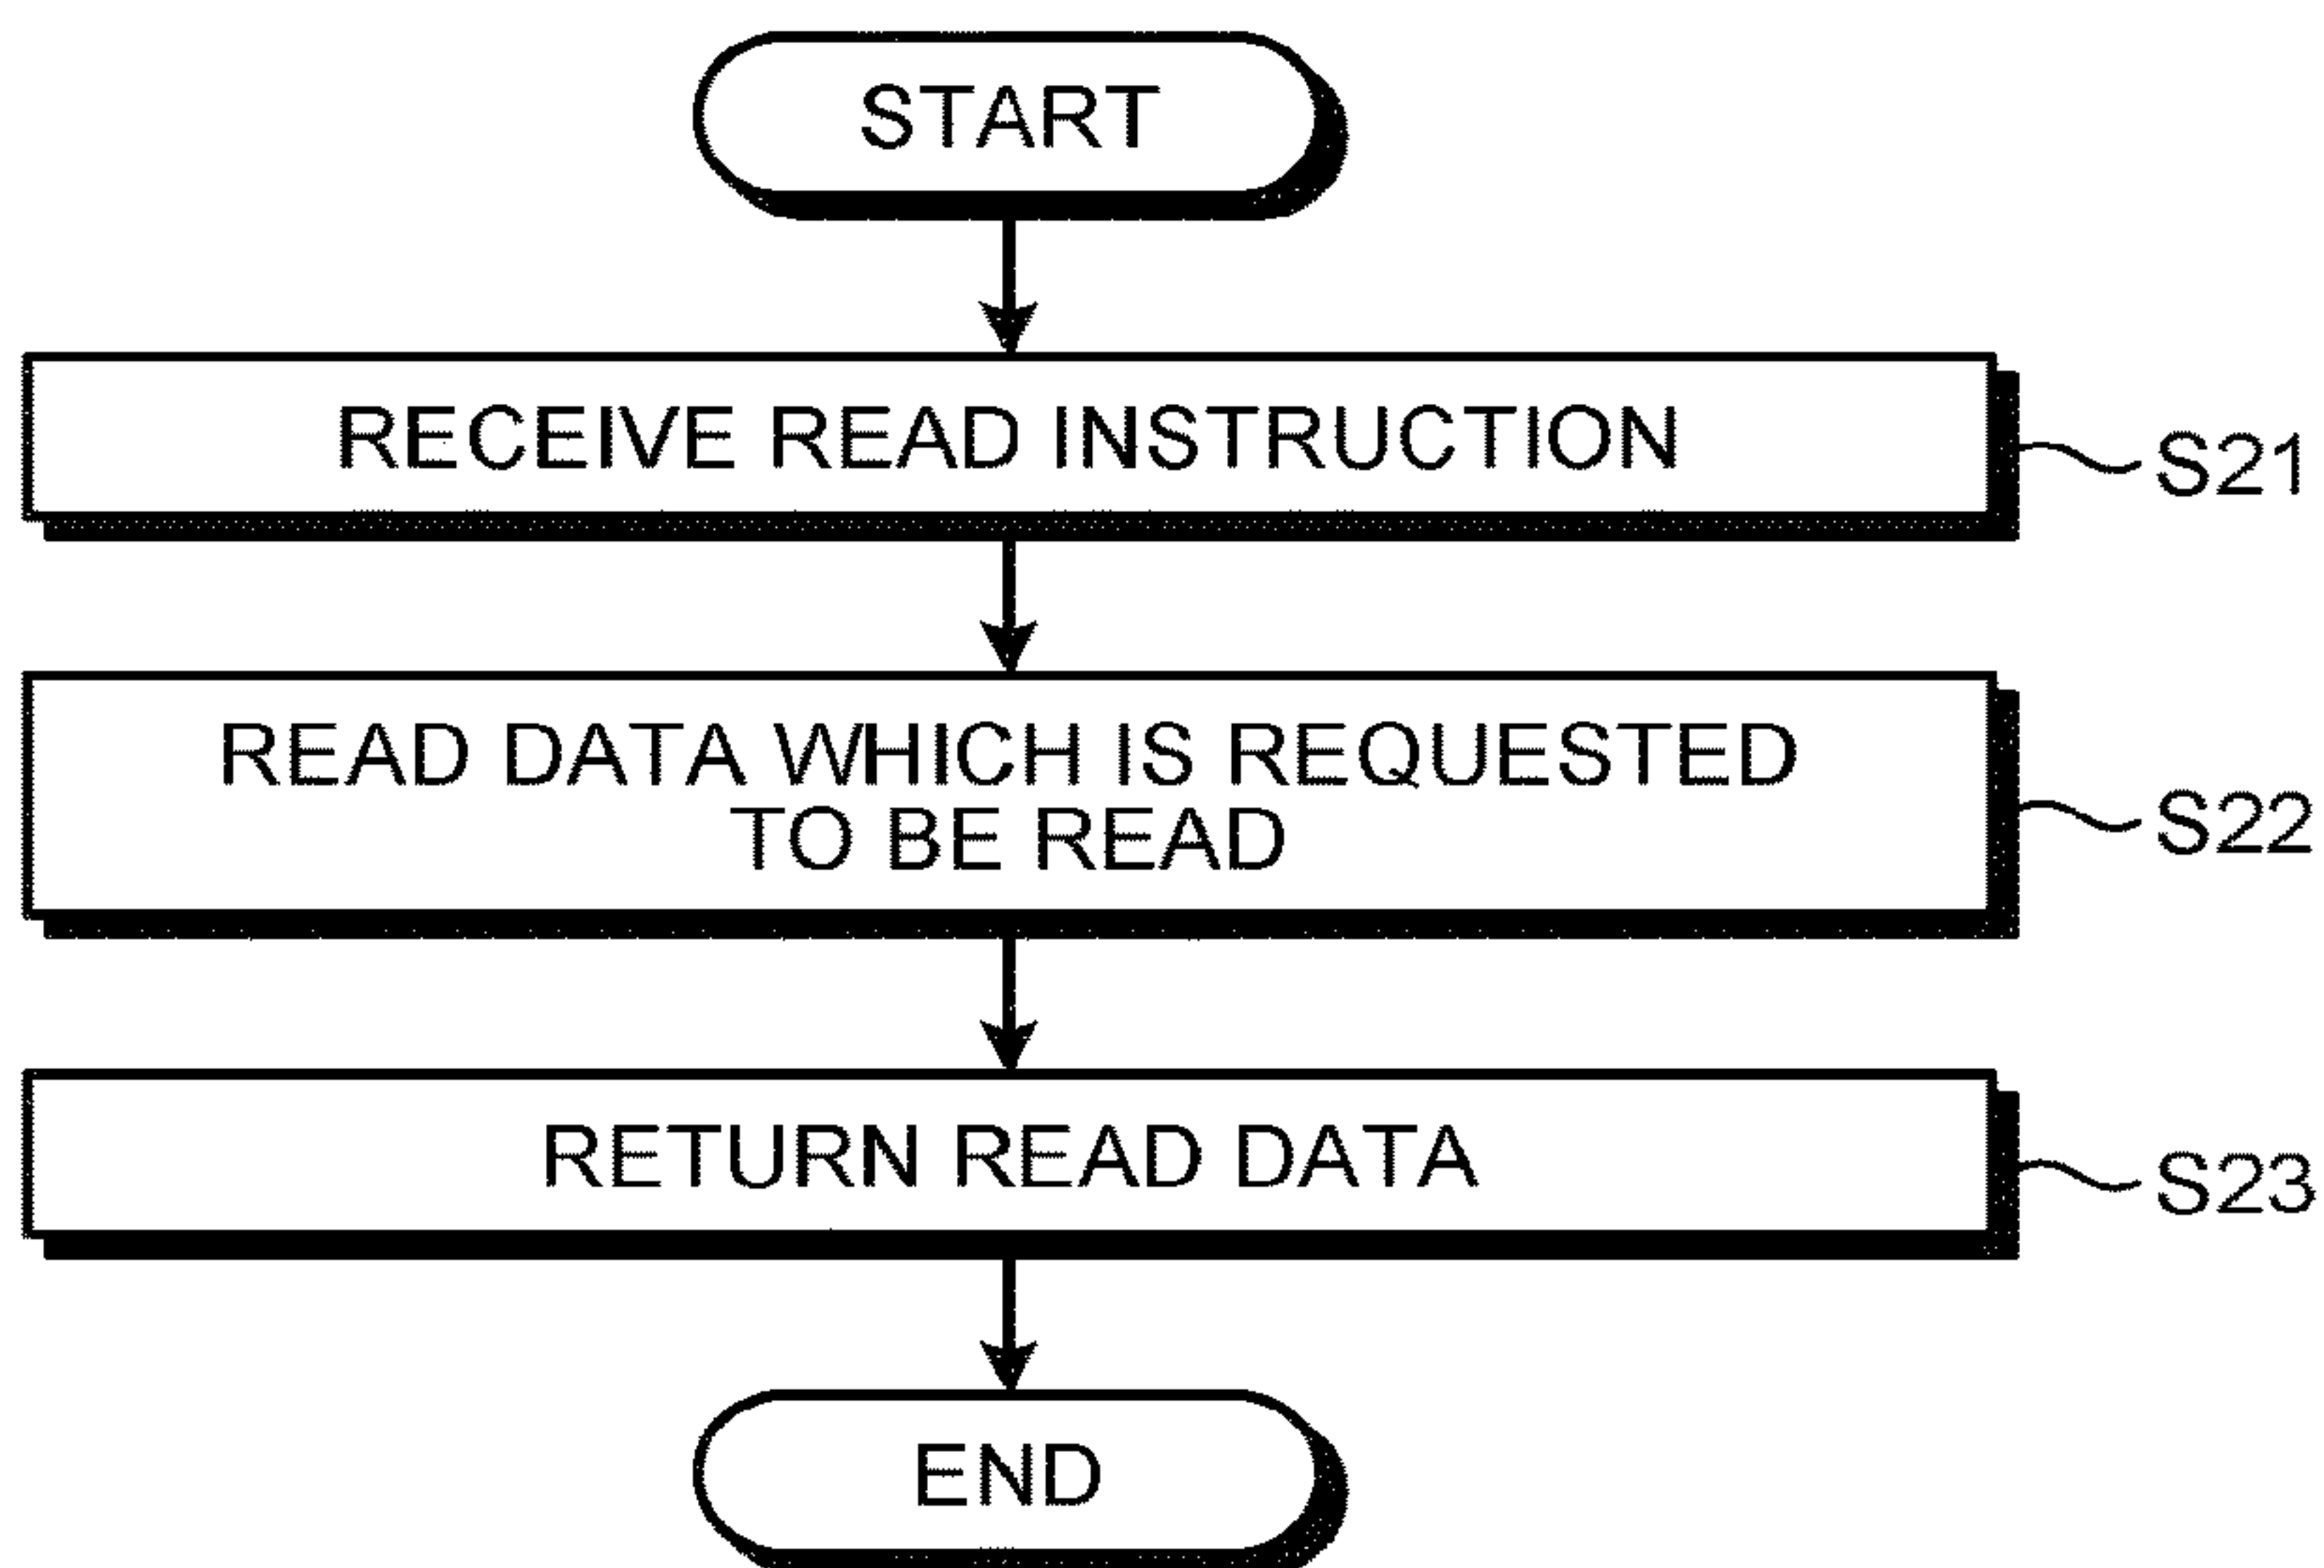 START
RECEIVE READ INSTRUCTION
S21
READ DATA WHICH IS REQUESTED
TO BE READ
S22
RETURN READ DATA
S23
END